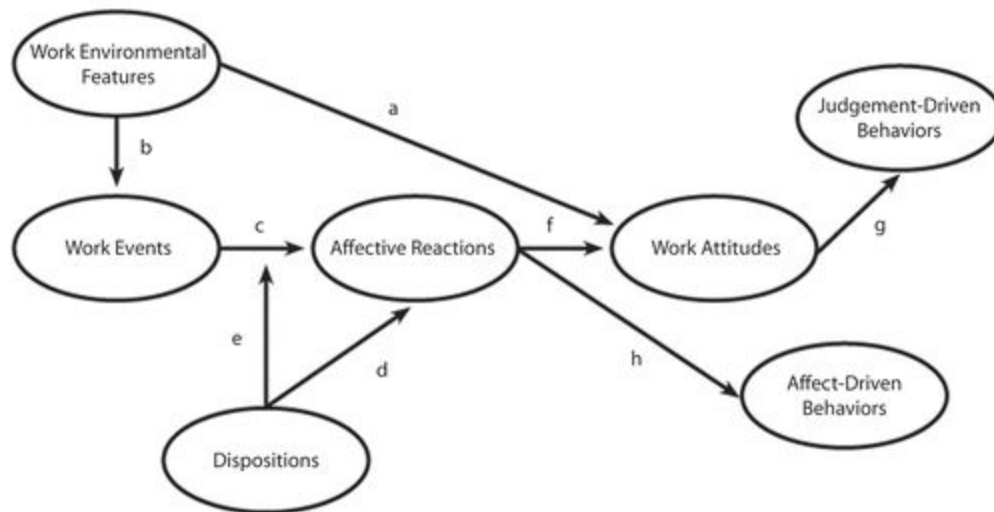 Work Environmental
Features
a
Judgement-Driven
Behaviors
b
Work Events
c
Affective Reactions
f
Work Attitudes
g
e
d
h
Affect-Driven
Behaviors
Dispositions